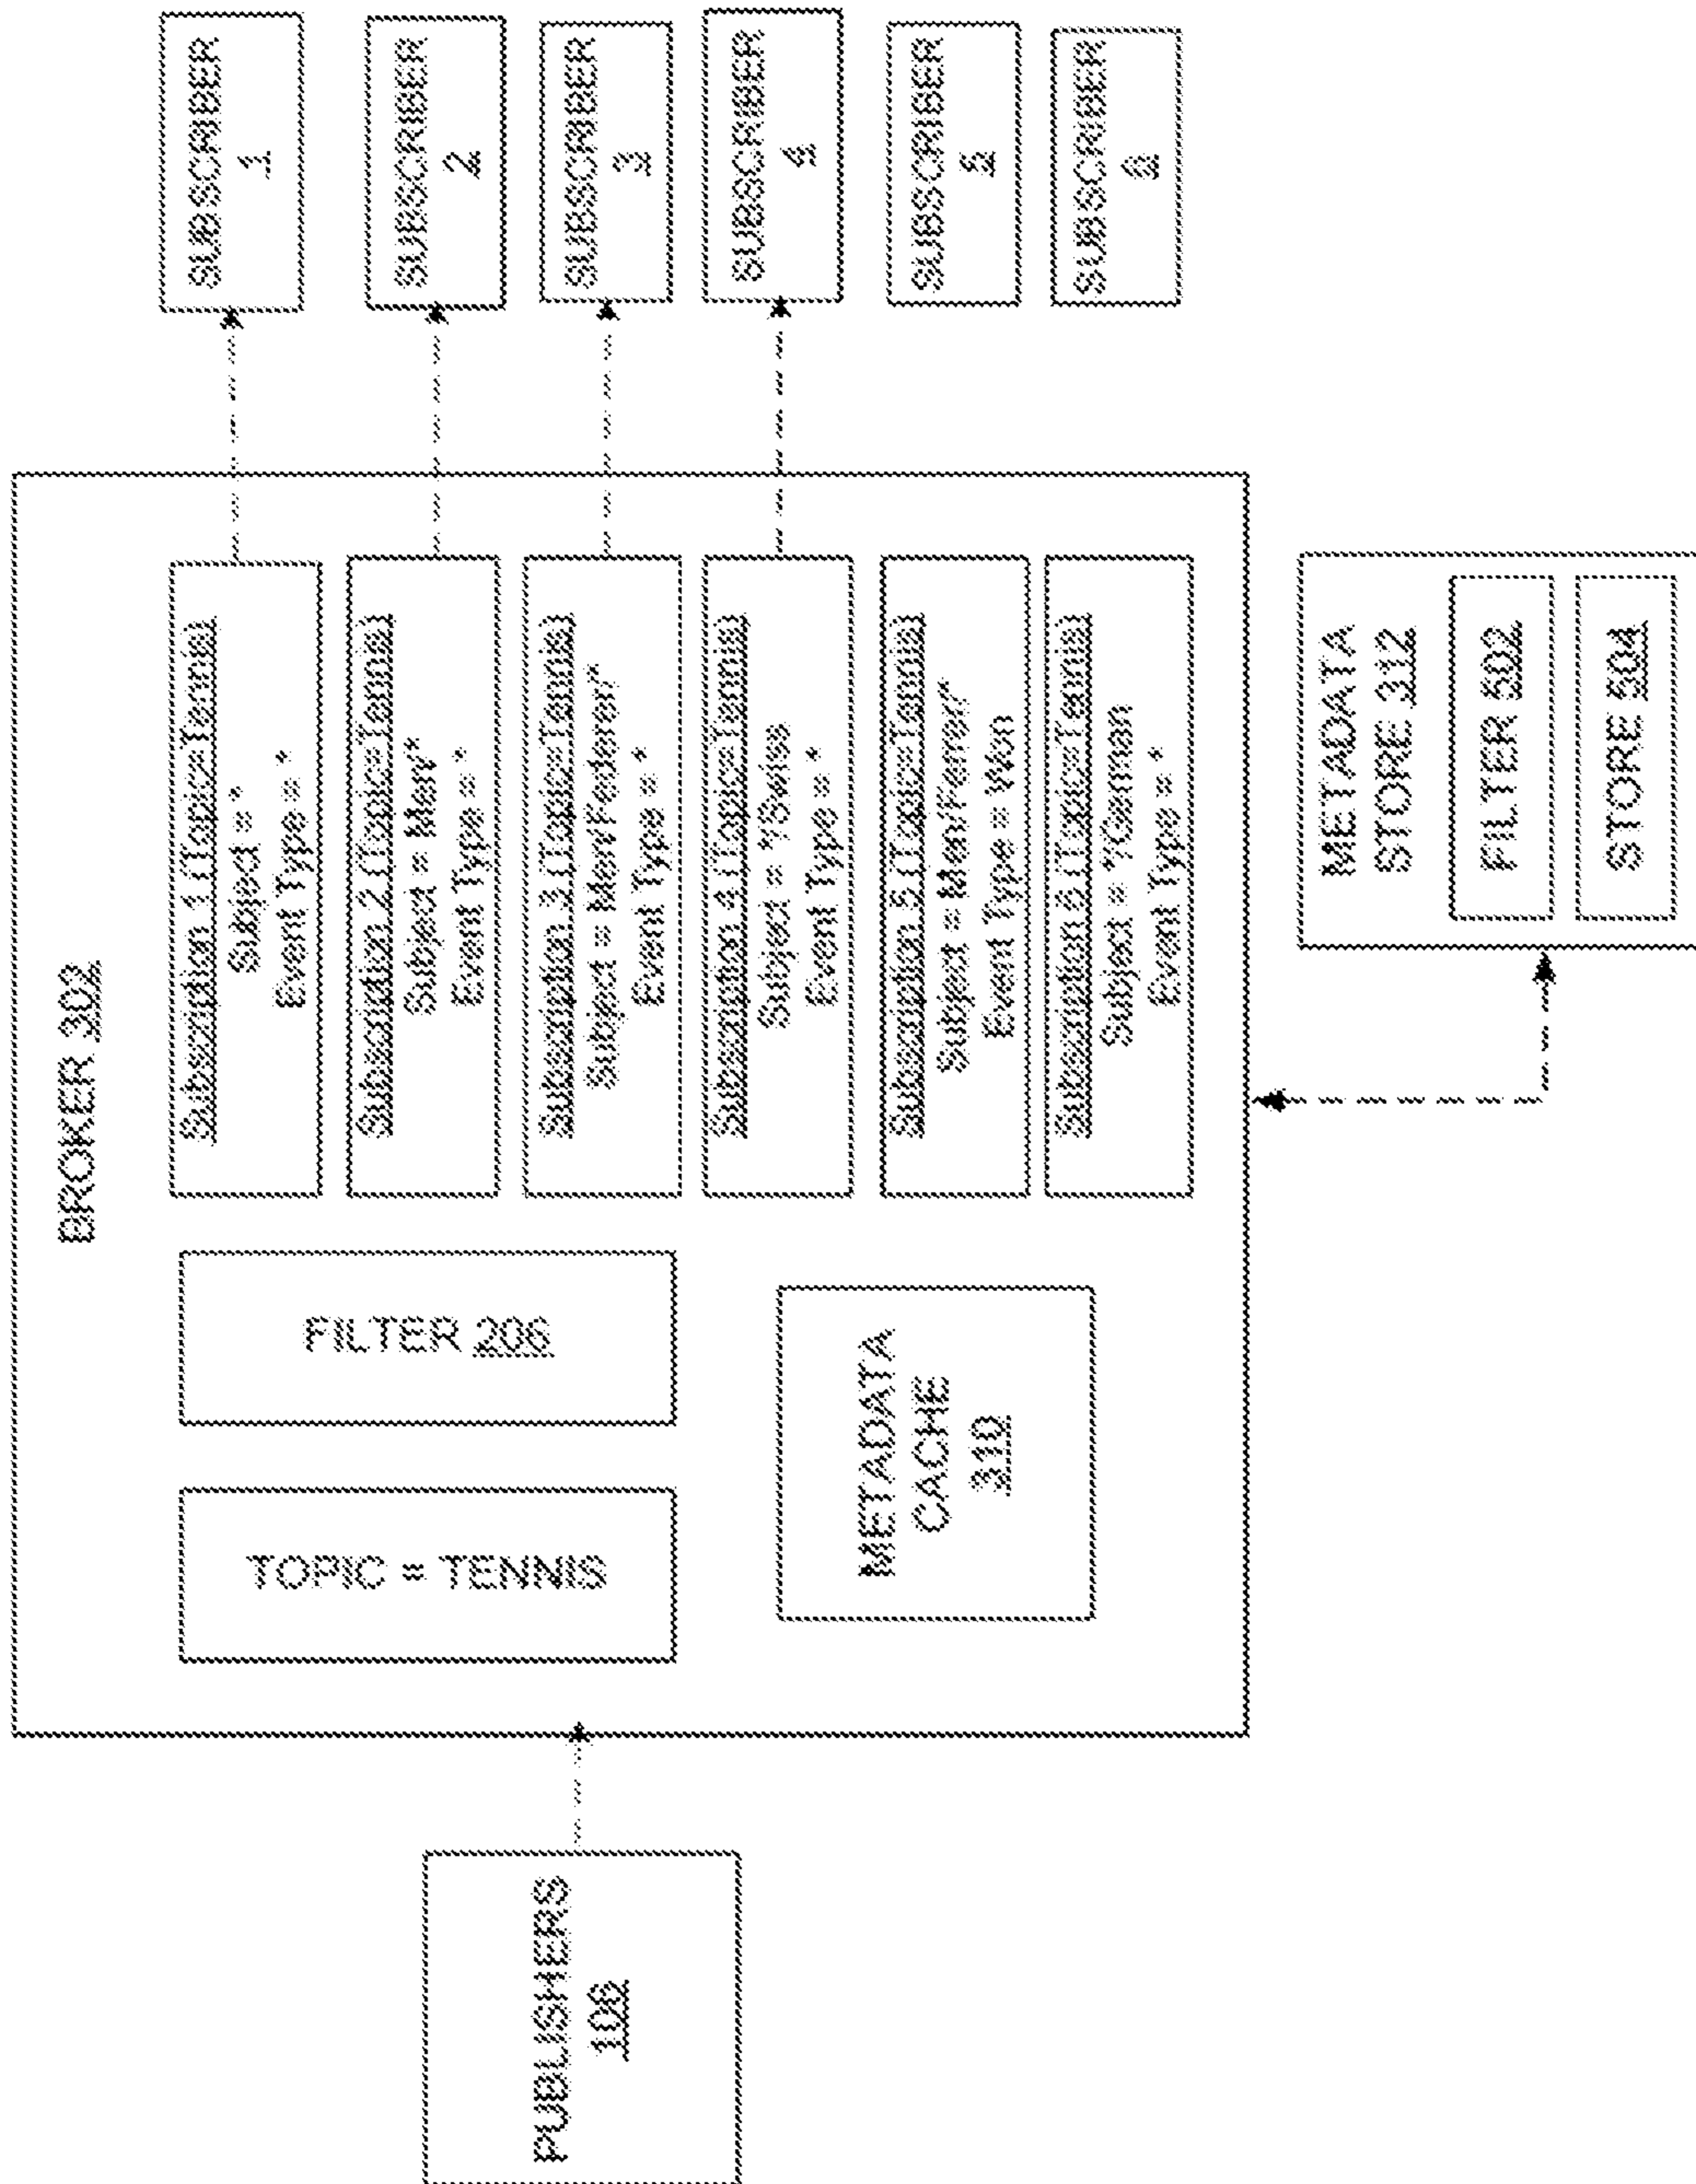 BROKER 302
PUBLISHERS
106
TOPIC = TENNIS
FILTER 206
METADATA
CACHE
310
Subscription 1 (Topic=Tennis)
Subject = *
Event Type = *
Subscription 2 (Topic=Tennis)
Subject = Men/*
Event Type = *
Subscription 3 (Topic=Tennis)
Subject = Men/Federer/*
Event Type = *
Subscription 4 (Topic=Tennis)
Subject = */Swiss
Event Type = *
Subscription 5 (Topic=Tennis)
Subject = Men/Ferrer/*
Event Type = Won
Subscription 6 (Topic=Tennis)
Subject = */German
Event Type = *
SUBSCRIBER
1
SUBSCRIBER
2
SUBSCRIBER
3
SUBSCRIBER
4
SUBSCRIBER
5
SUBSCRIBER
6
METADATA
STORE 312
FILTER 502
STORE 504